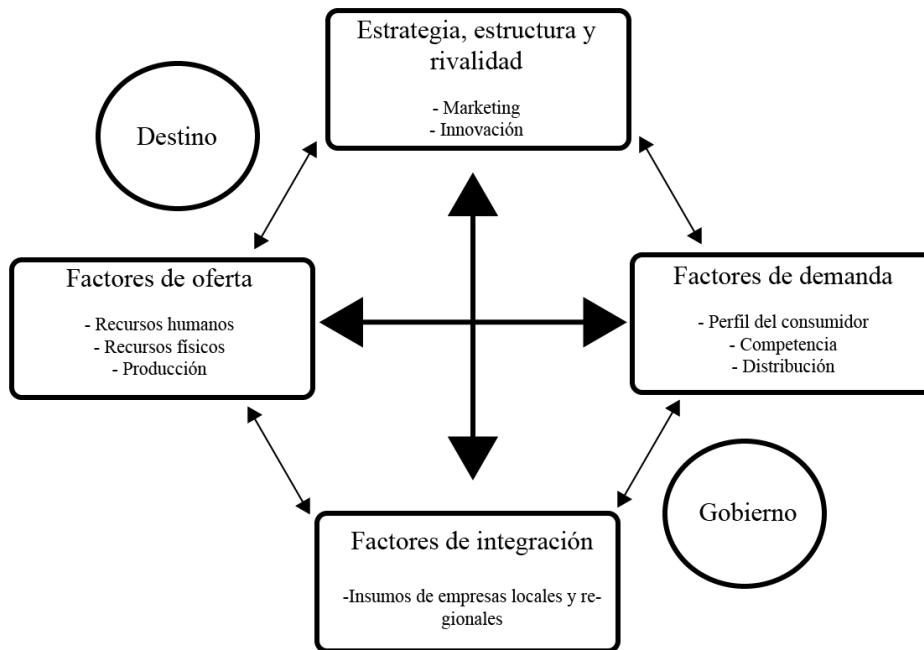 Estrategia, estructura y
rivalidad
- Marketing
- Innovación
Destino
Factores de oferta
- Recursos humanos
- Recursos físicos
- Producción
Factores de demanda
- Perfil del consumidor
- Competencia
- Distribución
Factores de integración
-Insumos de empresas locales y re-
gionales
Gobierno